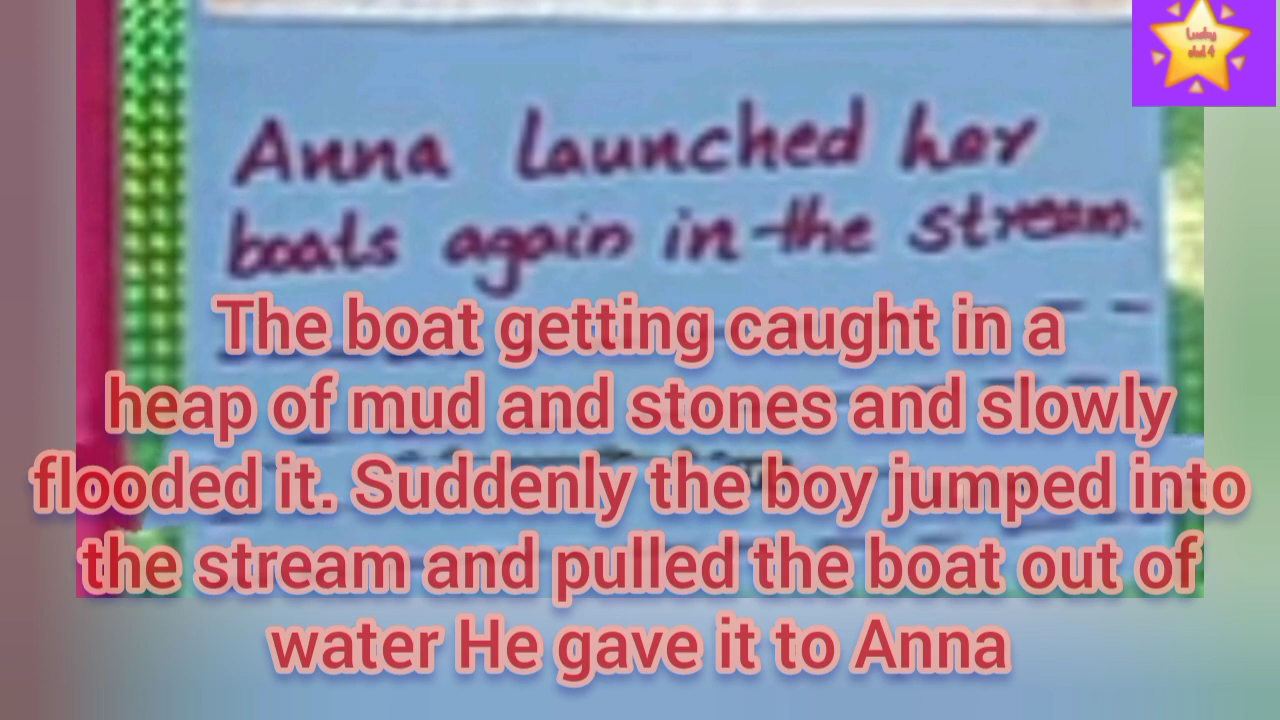 Anna launched her
boats again in the stream.
The boat getting caught in a
heap of mud and stones and slowly
flooded it. Suddenly the boy jumped into
the stream and pulled the boat out of
water He gave it to Anna